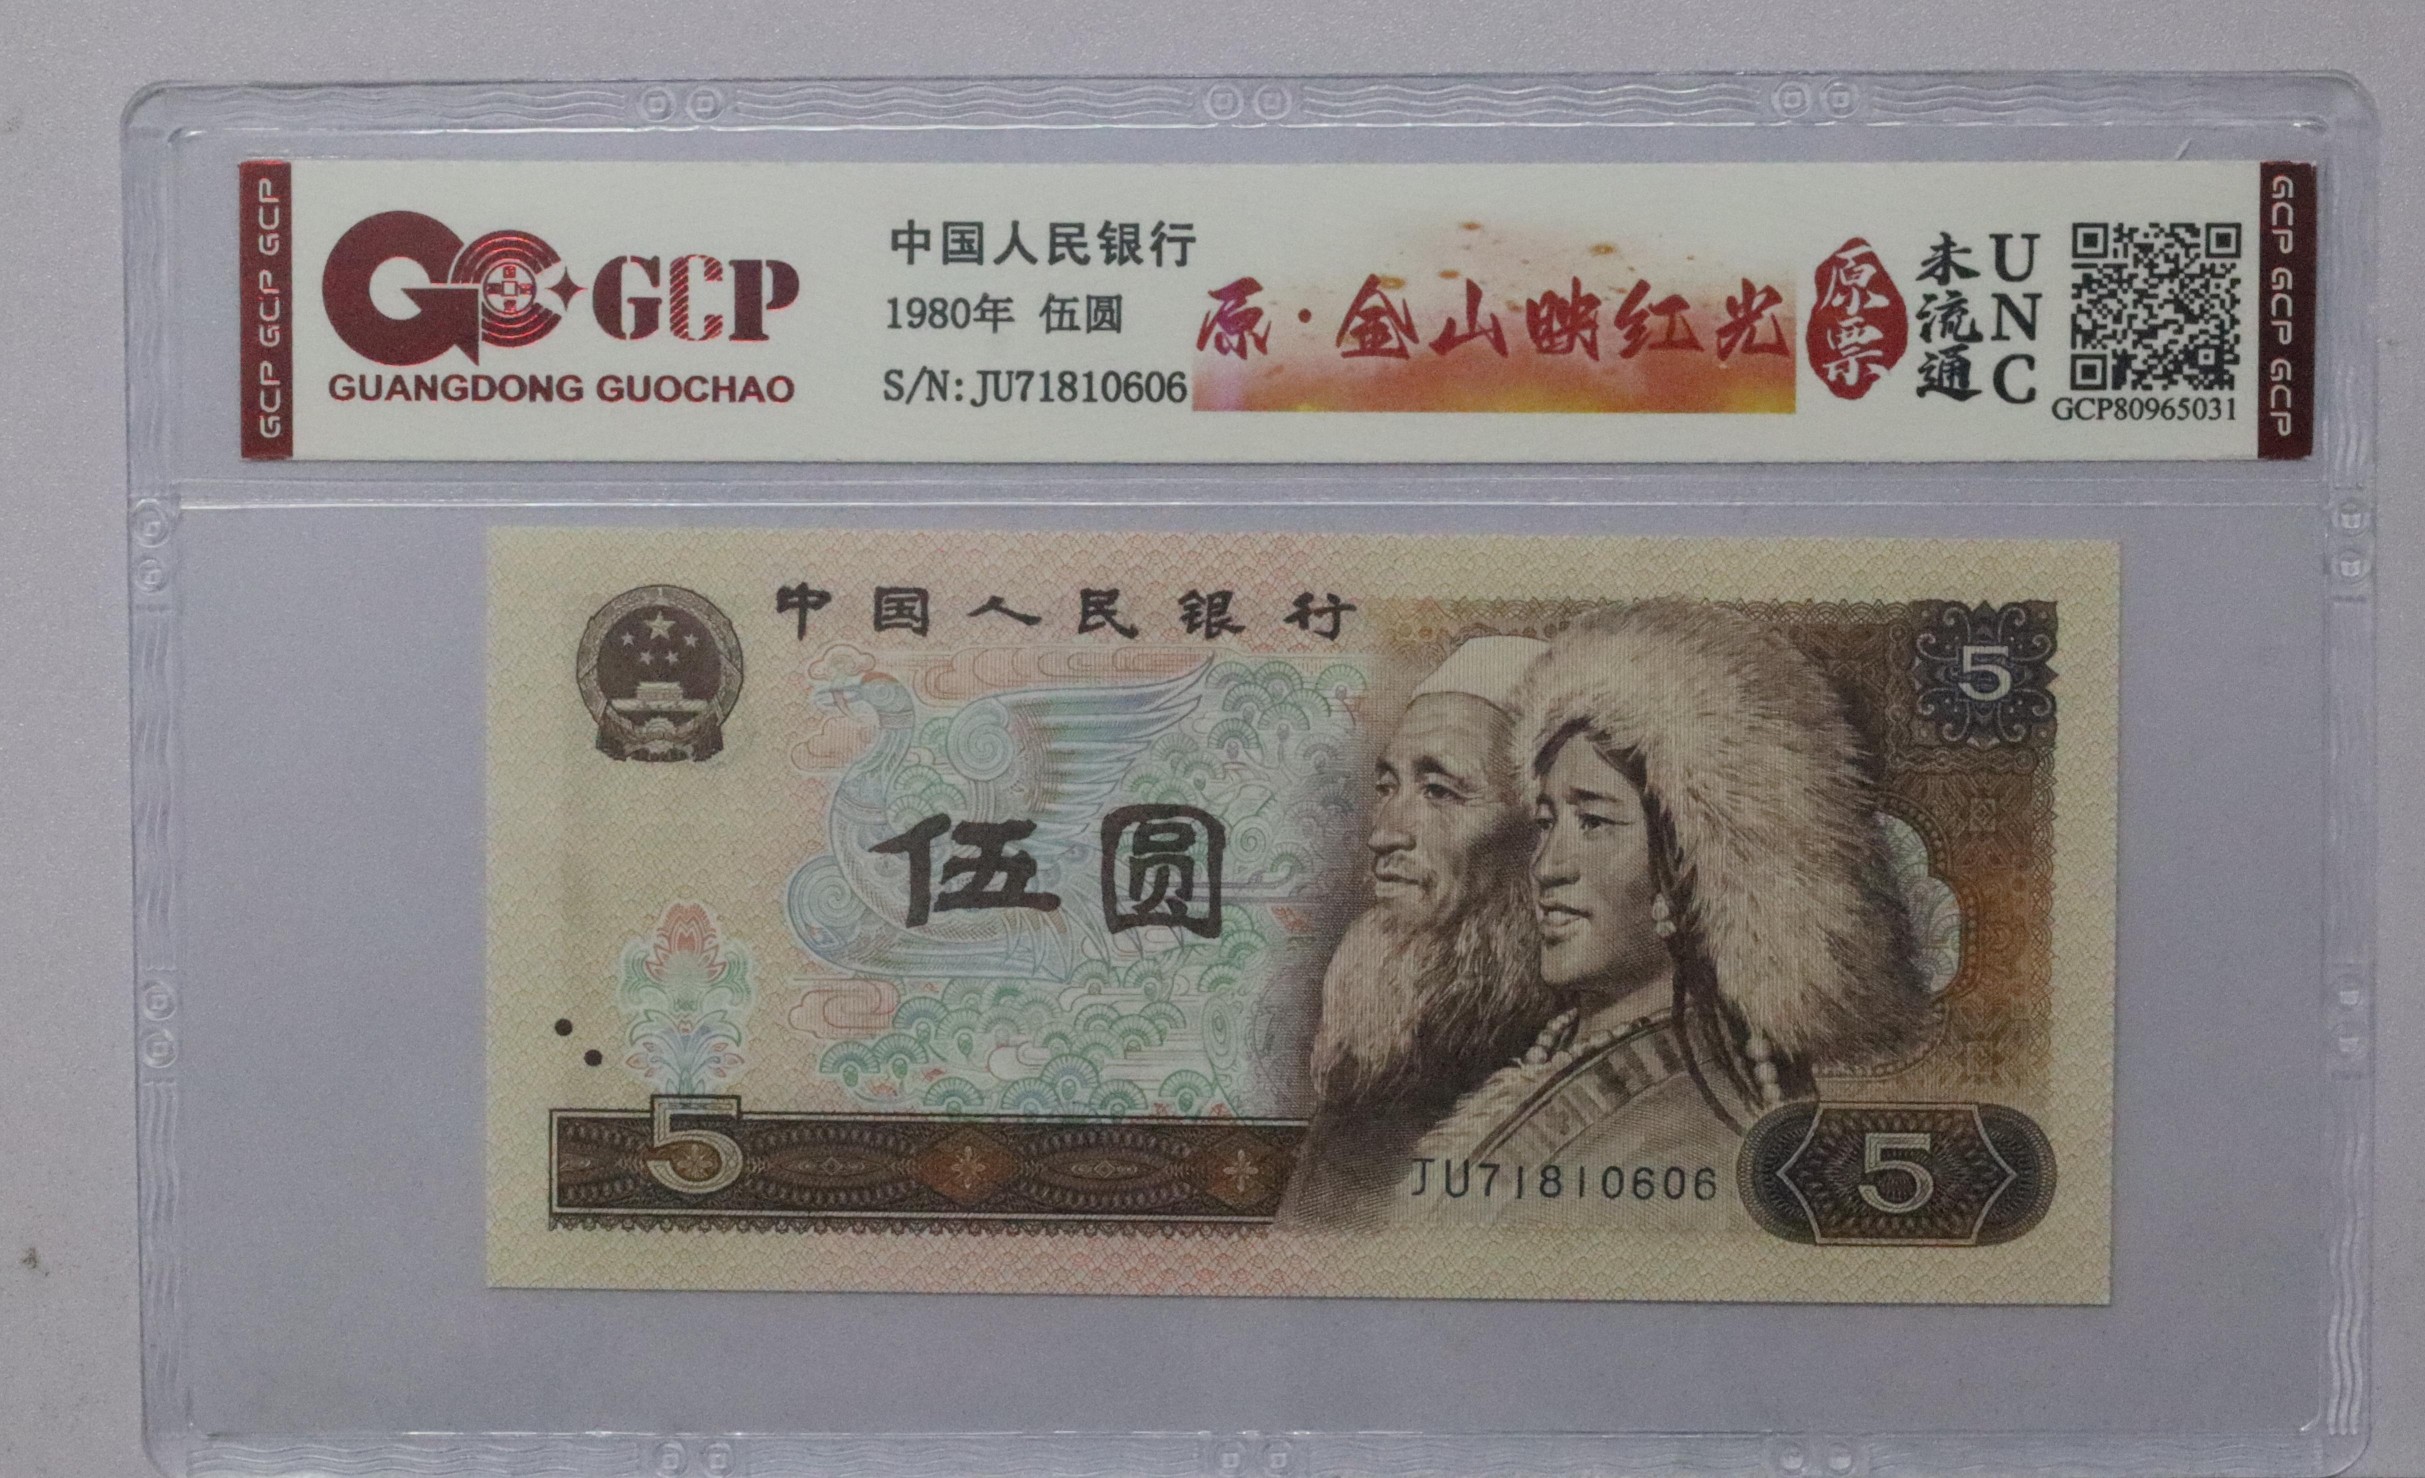 GCP GCP GCP
GCP
GUANGDONG GUOCHAO
中国人民银行
1980年 伍圆
S/N: JU71810606
原·金山映红光
原票
未流通
UNC
GCP80965031
GCP GCP GCP
中国人民银行
5
伍圆
5
JU71810606
5